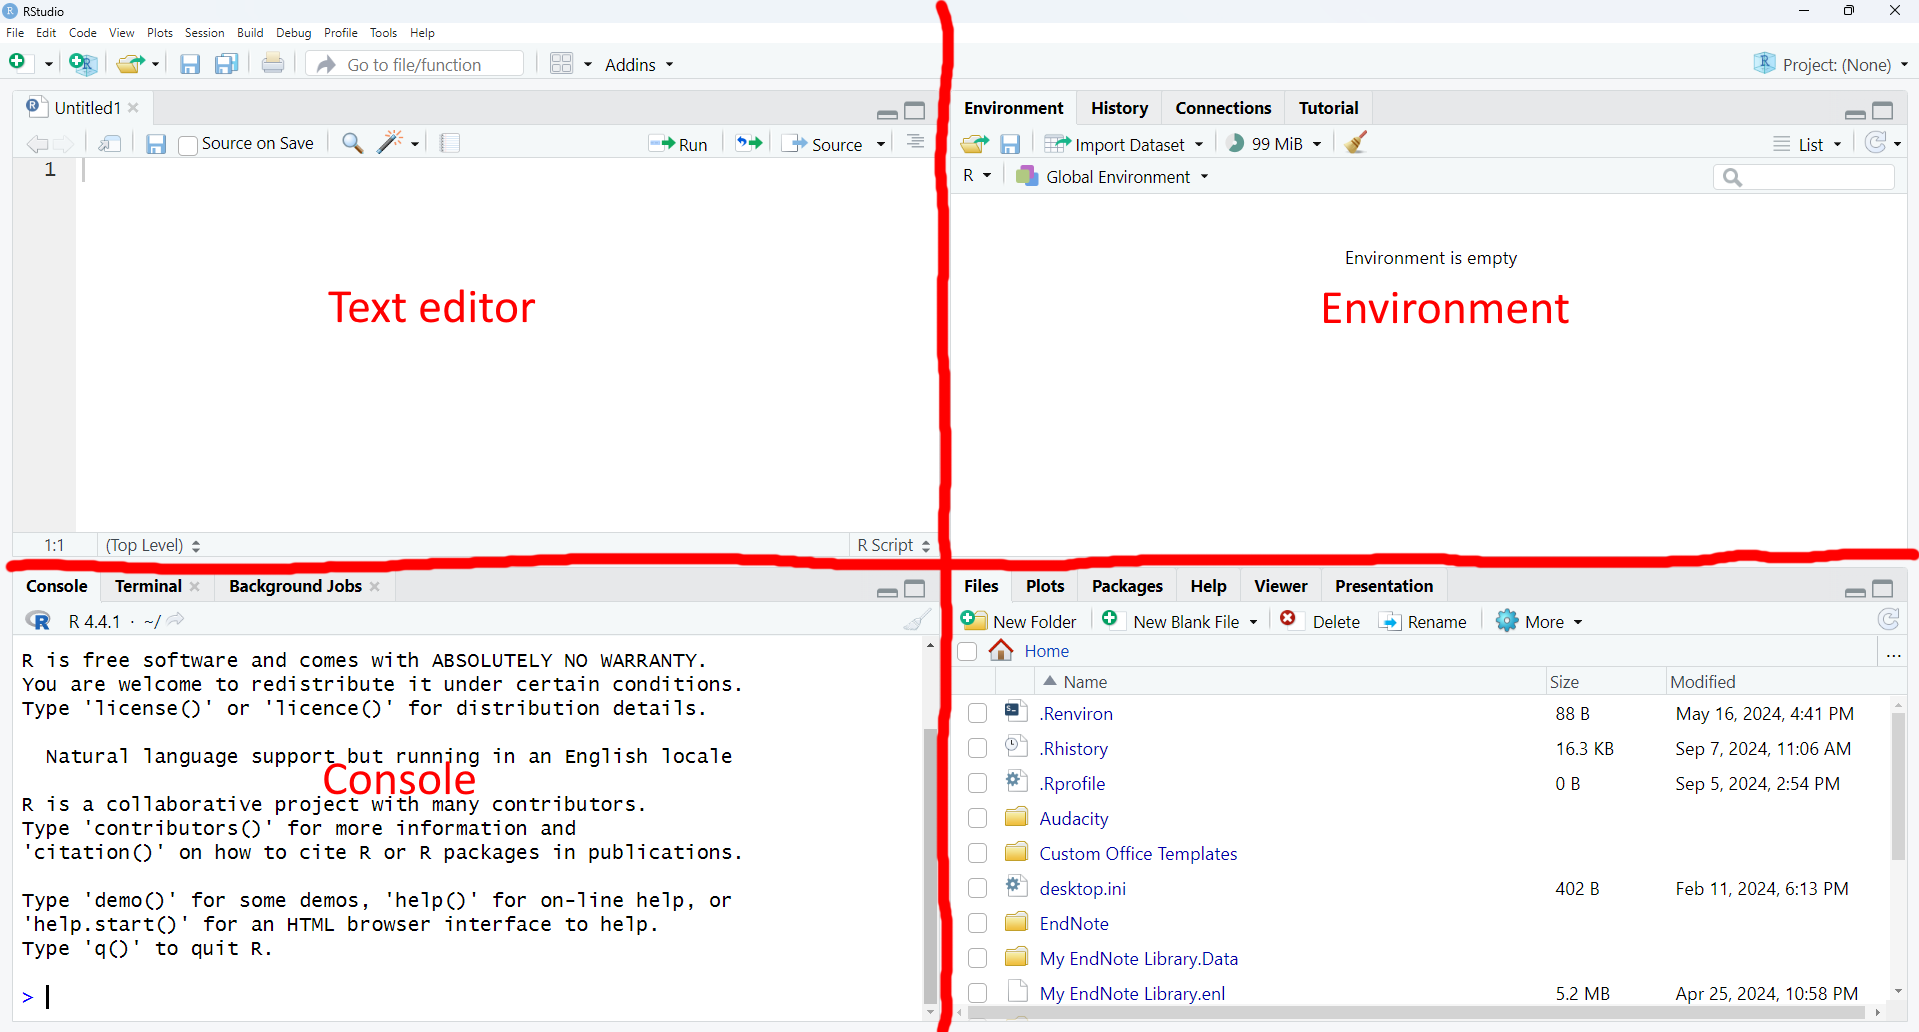 RStudio
File Edit Code View Plots Session Build Debug Profile Tools Help
Go to file/function Addins Project: (None)
Untitled1
Source on Save Run Source
1
Text editor
1:1 (Top Level) R Script
Environment History Connections Tutorial
Import Dataset 99 MiB List
R Global Environment
Environment is empty
Environment
Console Terminal Background Jobs
R 4.4.1 · ~/
R is free software and comes with ABSOLUTELY NO WARRANTY.
You are welcome to redistribute it under certain conditions.
Type 'license()' or 'licence()' for distribution details.
Natural language support but running in an English locale
Console
R is a collaborative project with many contributors.
Type 'contributors()' for more information and
'citation()' on how to cite R or R packages in publications.
Type 'demo()' for some demos, 'help()' for on-line help, or
'help.start()' for an HTML browser interface to help.
Type 'q()' to quit R.
>
Files Plots Packages Help Viewer Presentation
New Folder New Blank File Delete Rename More
Home ...
Name Size Modified
.Renviron 88 B May 16, 2024, 4:41 PM
.Rhistory 16.3 KB Sep 7, 2024, 11:06 AM
.Rprofile 0 B Sep 5, 2024, 2:54 PM
Audacity
Custom Office Templates
desktop.ini 402 B Feb 11, 2024, 6:13 PM
EndNote
My EndNote Library.Data
My EndNote Library.enl 5.2 MB Apr 25, 2024, 10:58 PM